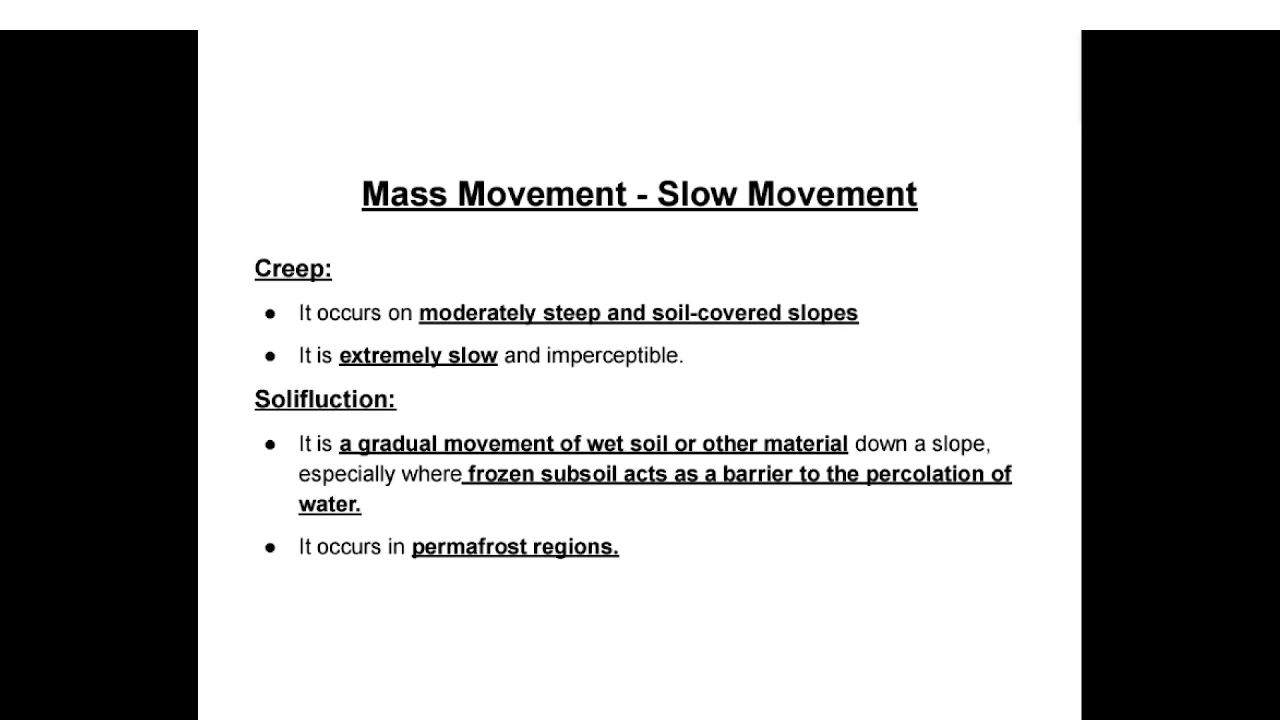 Mass Movement - Slow Movement
Creep:
● It occurs on moderately steep and soil-covered slopes
● It is extremely slow and imperceptible.
Solifluction:
● It is a gradual movement of wet soil or other material down a slope,
especially where frozen subsoil acts as a barrier to the percolation of
water.
● It occurs in permafrost regions.